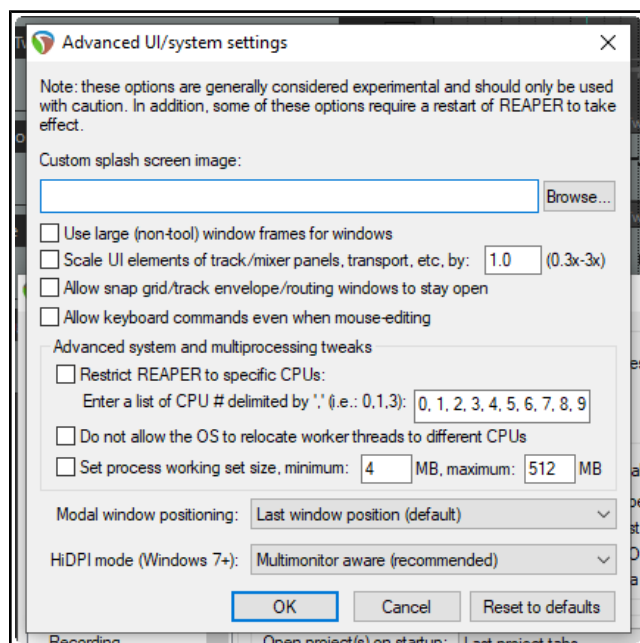 Advanced UI/system settings
Note: these options are generally considered experimental and should only be used
with caution. In addition, some of these options require a restart of REAPER to take
effect.
Custom splash screen image:
Browse...
Use large (non-tool) window frames for windows
Scale UI elements of track/mixer panels, transport, etc, by: 1.0 (0.3x-3x)
Allow snap grid/track envelope/routing windows to stay open
Allow keyboard commands even when mouse-editing
Advanced system and multiprocessing tweaks
Restrict REAPER to specific CPUs:
Enter a list of CPU # delimited by ',' (i.e.: 0,1,3): 0, 1, 2, 3, 4, 5, 6, 7, 8, 9
Do not allow the OS to relocate worker threads to different CPUs
Set process working set size, minimum: 4 MB, maximum: 512 MB
Modal window positioning: Last window position (default)
HiDPI mode (Windows 7+): Multimonitor aware (recommended)
OK Cancel Reset to defaults
Recording Open project(s) on startup: Last project tabs